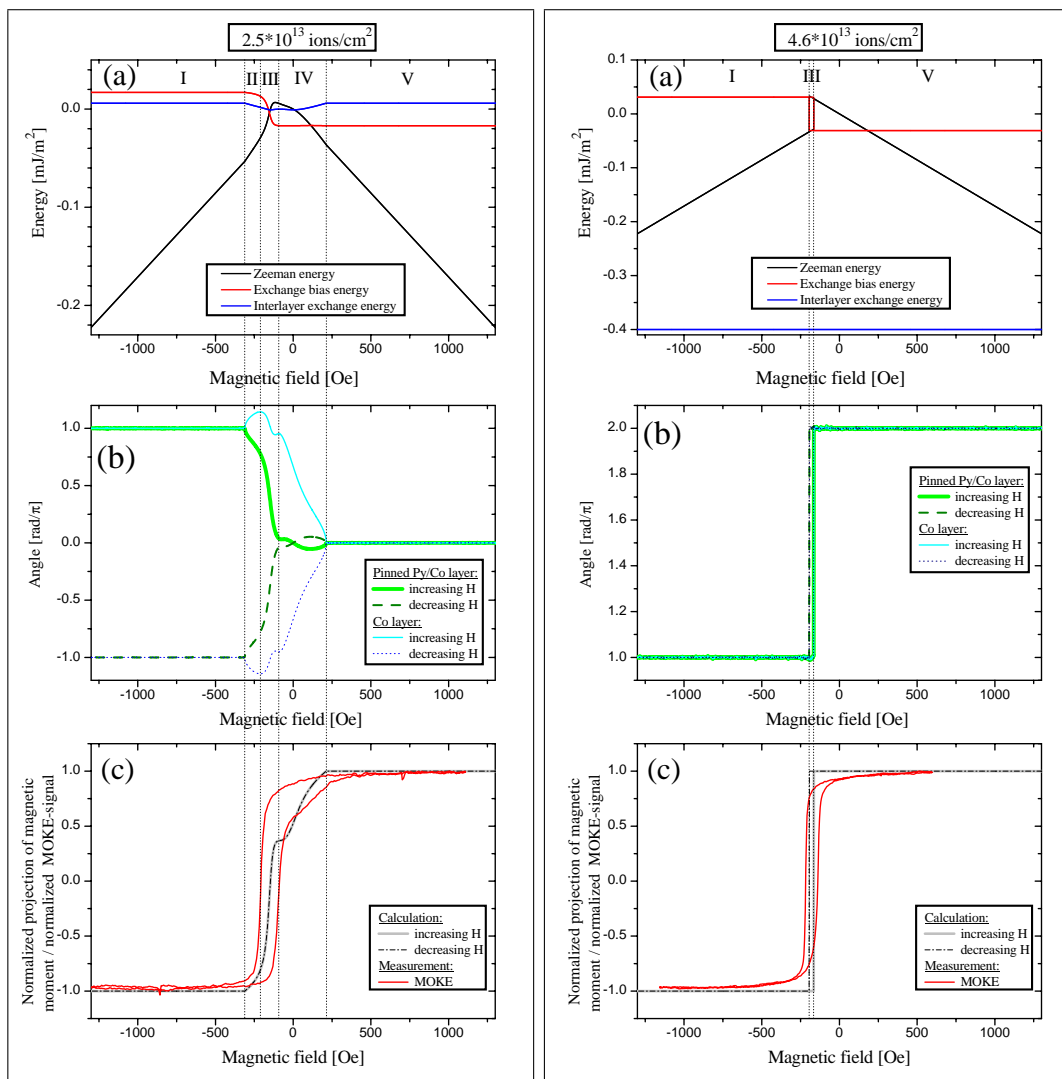 2.5*10^13 ions/cm^2
(a)
I II III IV V
0.0
-0.1
-0.2
Energy [mJ/m^2]
Zeeman energy
Exchange bias energy
Interlayer exchange energy
-1000 -500 0 500 1000
Magnetic field [Oe]
(b)
1.0
0.5
0.0
-0.5
-1.0
Angle [rad/π]
Pinned Py/Co layer:
increasing H
decreasing H
Co layer:
increasing H
decreasing H
-1000 -500 0 500 1000
Magnetic field [Oe]
(c)
1.0
0.5
0.0
-0.5
-1.0
Normalized projection of magnetic
moment / normalized MOKE-signal
Calculation:
increasing H
decreasing H
Measurement:
MOKE
-1000 -500 0 500 1000
Magnetic field [Oe]
4.6*10^13 ions/cm^2
(a)
I III V
0.1
0.0
-0.1
-0.2
-0.3
-0.4
Energy [mJ/m^2]
Zeeman energy
Exchange bias energy
Interlayer exchange energy
-1000 -500 0 500 1000
Magnetic field [Oe]
(b)
2.0
1.8
1.6
1.4
1.2
1.0
Angle [rad/π]
Pinned Py/Co layer:
increasing H
decreasing H
Co layer:
increasing H
decreasing H
-1000 -500 0 500 1000
Magnetic field [Oe]
(c)
1.0
0.5
0.0
-0.5
-1.0
Normalized projection of magnetic
moment / normalized MOKE-signal
Calculation:
increasing H
decreasing H
Measurement:
MOKE
-1000 -500 0 500 1000
Magnetic field [Oe]